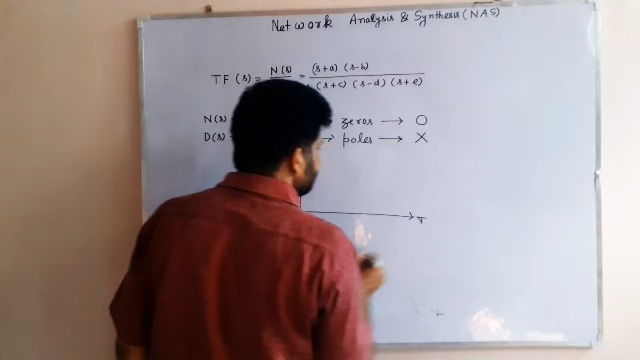 Network Analysis & Synthesis (NAS)
TF(s) = N(s) = (s+a) (s-b)
(s+c) (s-d) (s+e)
N(s) zeros → O
D(s) → poles → X
σ